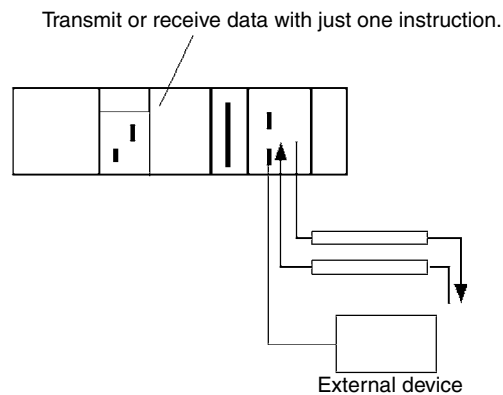 Transmit or receive data with just one instruction.
External device